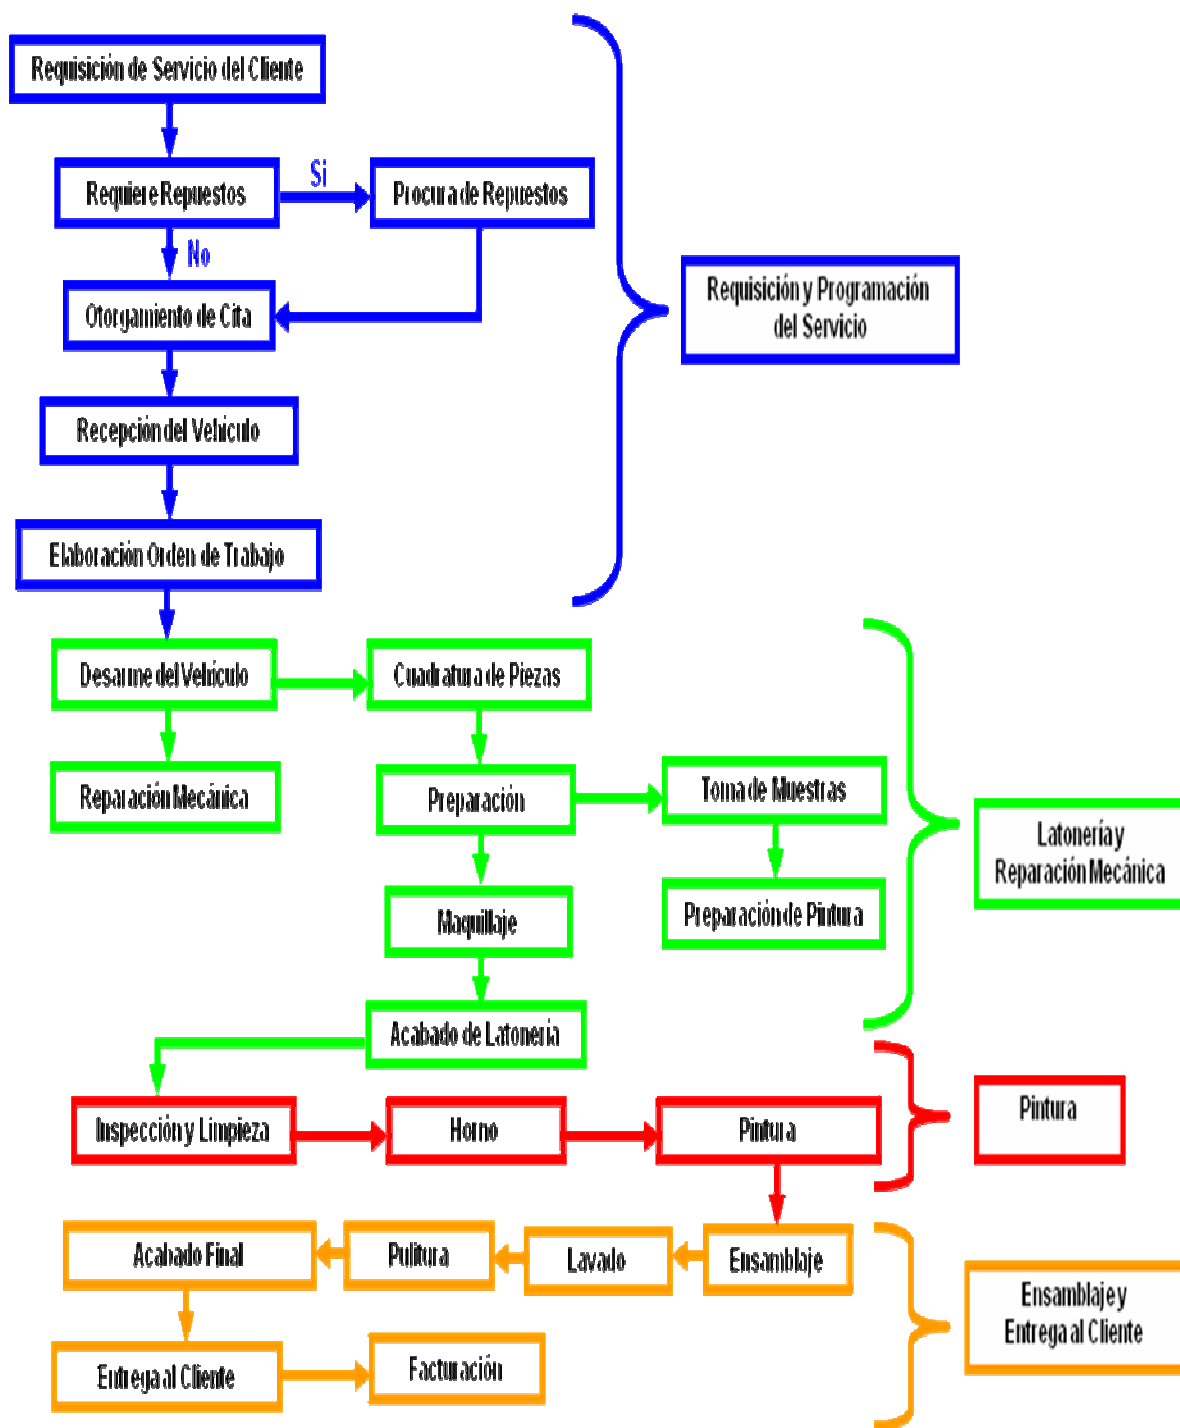 Requisición de Servicio del Cliente
Requiere Repuestos
Si
Procura de Repuestos
No
Otorgamiento de Cita
Requisición y Programación
del Servicio
Recepción del Vehículo
Elaboración Orden de Trabajo
Desarme del Vehículo
Cuadratura de Piezas
Reparación Mecánica
Preparación
Toma de Muestras
Latonería y
Reparación Mecánica
Maquillaje
Preparación de Pintura
Acabado de Latonería
Inspección y Limpieza
Horno
Pintura
Pintura
Acabado Final
Pulitura
Lavado
Ensamblaje
Ensamblaje y
Entrega al Cliente
Entrega al Cliente
Facturación